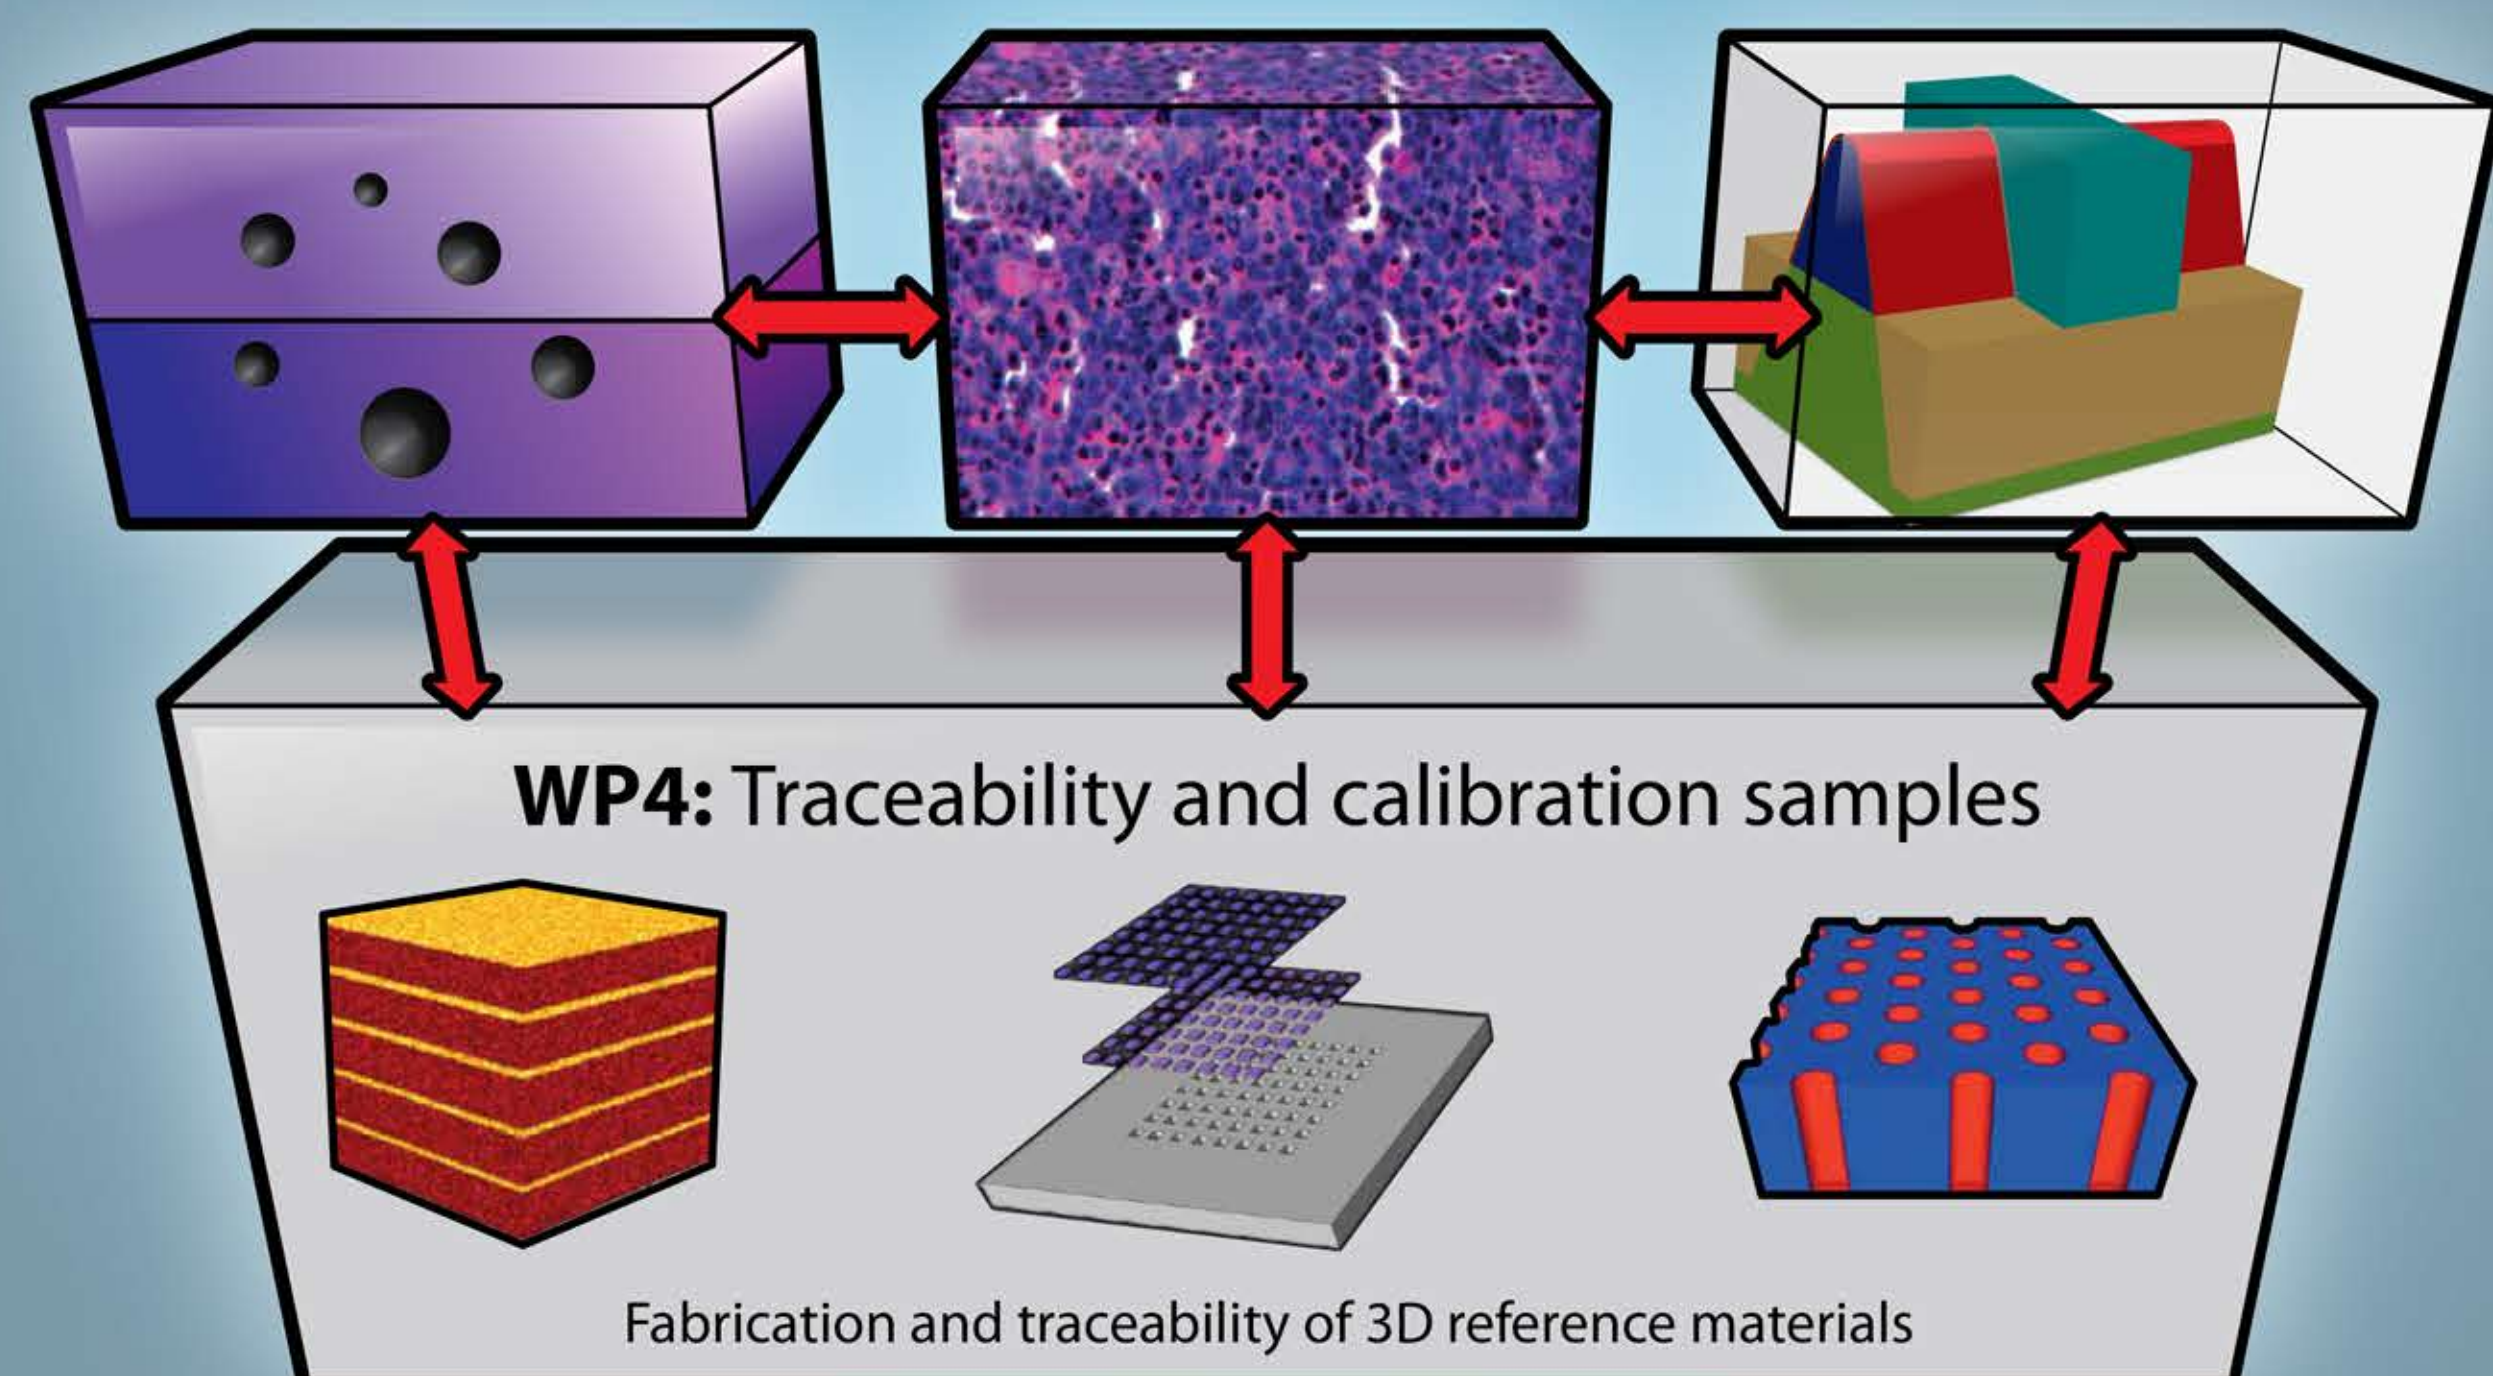 WP4: Traceability and calibration samples
Fabrication and traceability of 3D reference materials